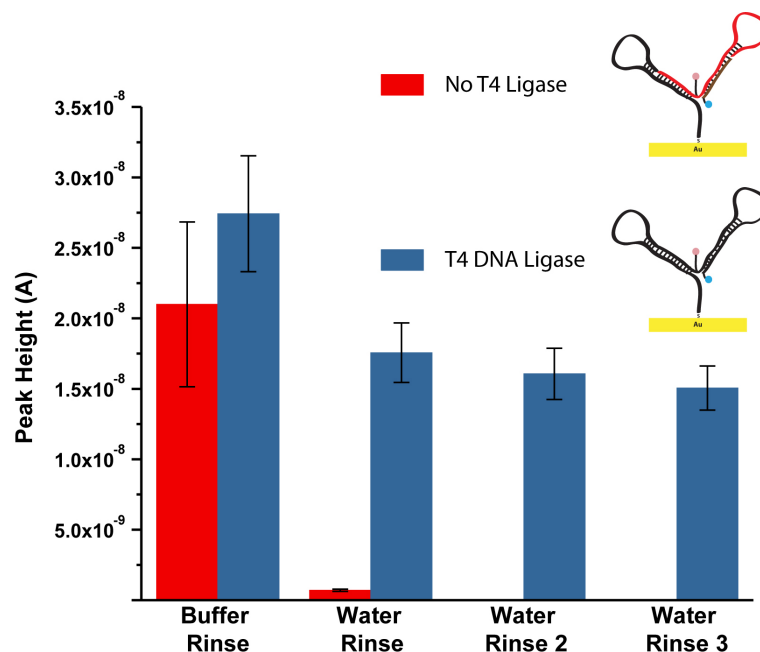 No T4 Ligase
S
Au
T4 DNA Ligase
S
Au
Peak Height (A)
3.5x10-8
3.0x10-8
2.5x10-8
2.0x10-8
1.5x10-8
1.0x10-8
5.0x10-9
Buffer Rinse
Water Rinse
Water Rinse 2
Water Rinse 3